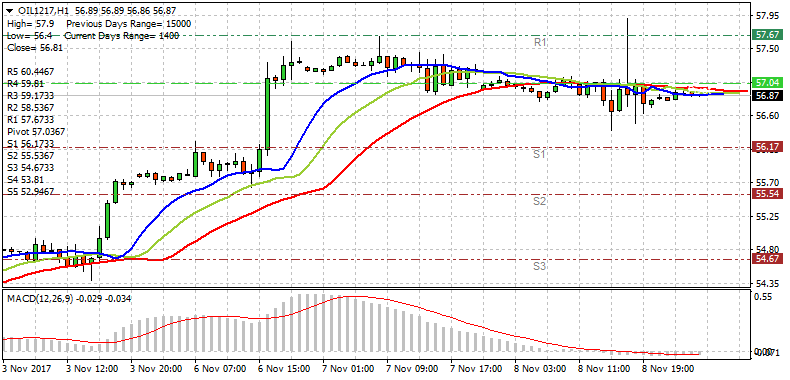 OIL1217,H1 56.89 56.89 56.86 56.87
High= 57.9 Previous Days Range= 15000
Low= 56.4 Current Days Range= 1400
Close= 56.81
R5 60.4467
R4 59.81
R3 59.1733
R2 58.5367
R1 57.6733
Pivot 57.0367
S1 56.1733
S2 55.5367
S3 54.6733
S4 53.81
S5 52.9467
R1
S1
S2
S3
57.95
57.67
57.50
57.04
56.87
56.60
56.17
55.70
55.54
55.25
54.80
54.67
54.35
MACD(12,26,9) -0.029 -0.034
0.55
0.00
3 Nov 2017
3 Nov 12:00
3 Nov 20:00
6 Nov 07:00
6 Nov 15:00
7 Nov 01:00
7 Nov 09:00
7 Nov 17:00
8 Nov 03:00
8 Nov 11:00
8 Nov 19:00